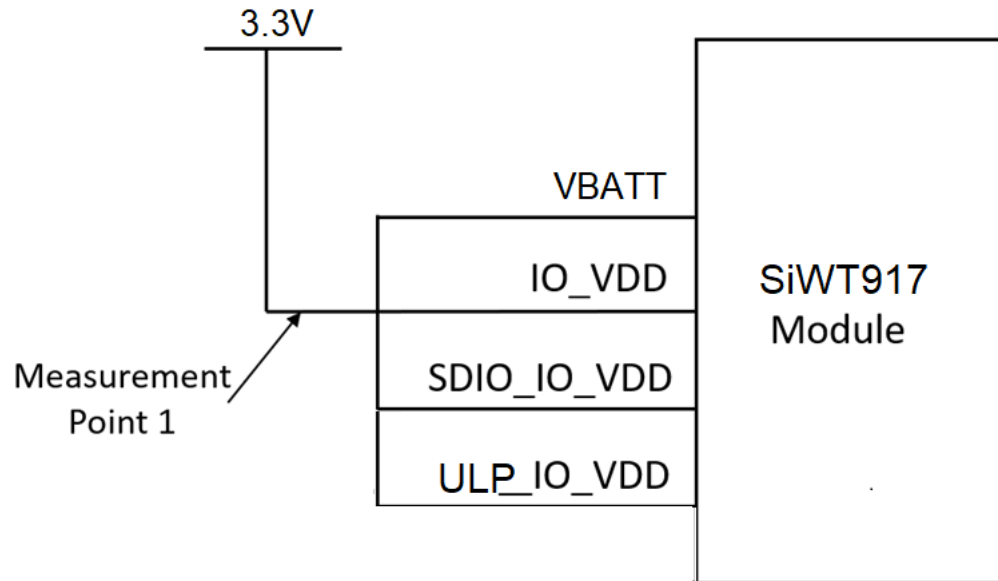 3.3V
VBATT
IO_VDD
SiWT917
Module
Measurement
Point 1
SDIO_IO_VDD
ULP_IO_VDD